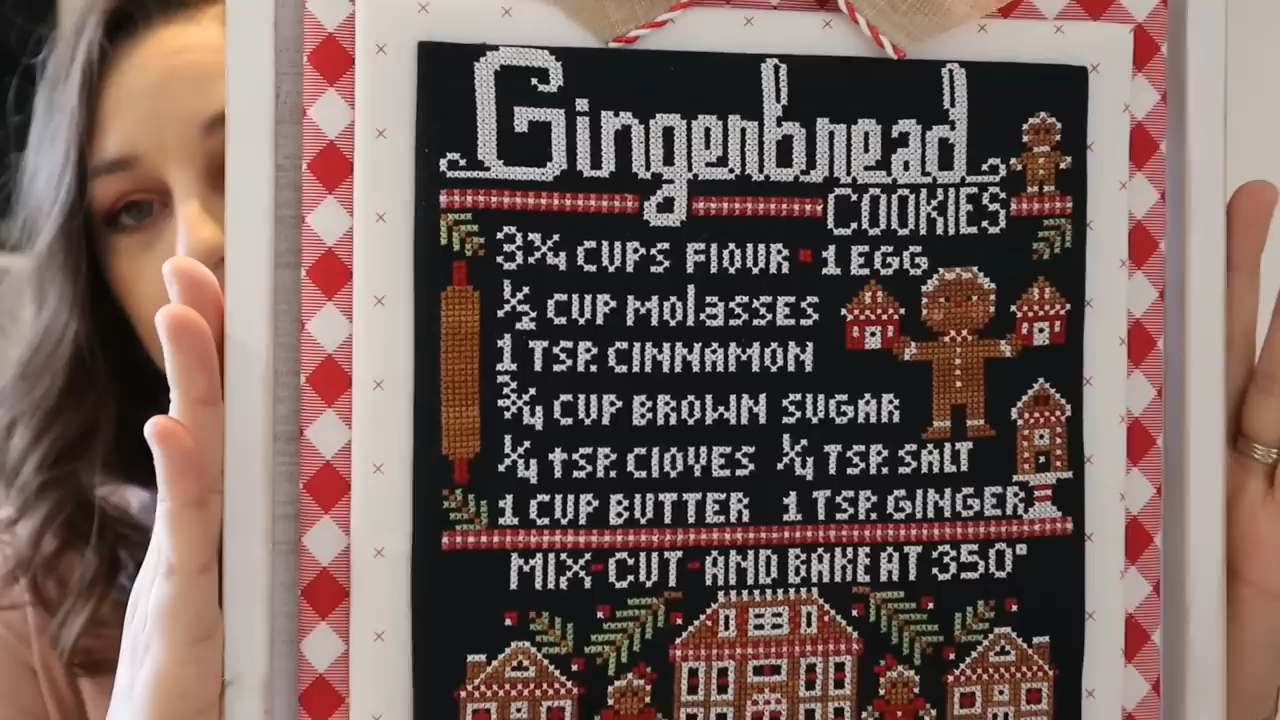 Gingerbread
COOKIES
3¾ CUPS FLOUR 1 EGG
½ CUP MOLASSES
1 TSP. CINNAMON
¾ CUP BROWN SUGAR
¼ TSP. CLOVES ¼ TSP. SALT
1 CUP BUTTER 1 TSP. GINGER
MIX-CUT-AND BAKE AT 350°